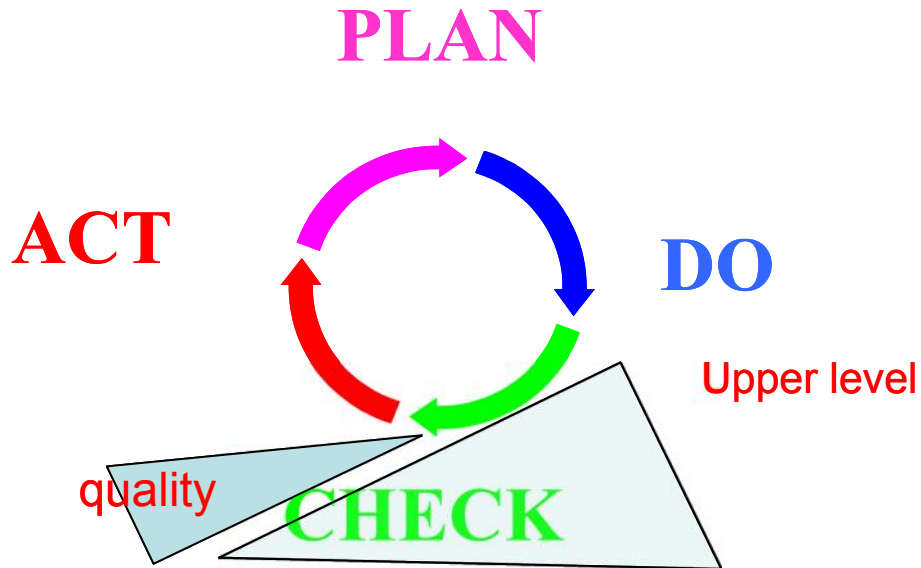 PLAN
ACT
DO
Upper level
quality
CHECK